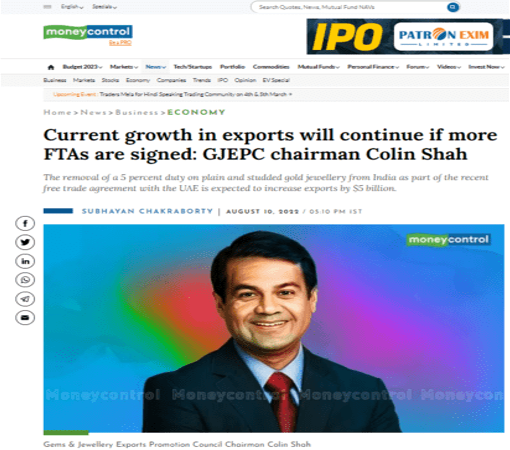 English Specials
Search Quotes, News, Mutual Fund NAVs
moneycontrol
be a PRO
IPO PATRON EXIM
LIMITED
Budget 2023 Markets News Tech/Startups Portfolio Commodities Mutual Funds Personal Finance Forum Videos Invest Now
Business Markets Stocks Economy Companies Trends IPO Opinion EV Special
Upcoming Event : Traders Mela for Hindi Speaking Trading Community on 4th & 5th March >
Home > News > Business > ECONOMY
Current growth in exports will continue if more
FTAs are signed: GJEPC chairman Colin Shah
The removal of a 5 percent duty on plain and studded gold jewellery from India as part of the recent
free trade agreement with the UAE is expected to increase exports by $5 billion.
SUBHAYAN CHAKRABORTY | AUGUST 10, 2022 / 05:10 PM IST
moneycontrol
Moneycontrol Moneycontrol Moneycontrol Moneycontrol
Gems & Jewellery Exports Promotion Council Chairman Colin Shah